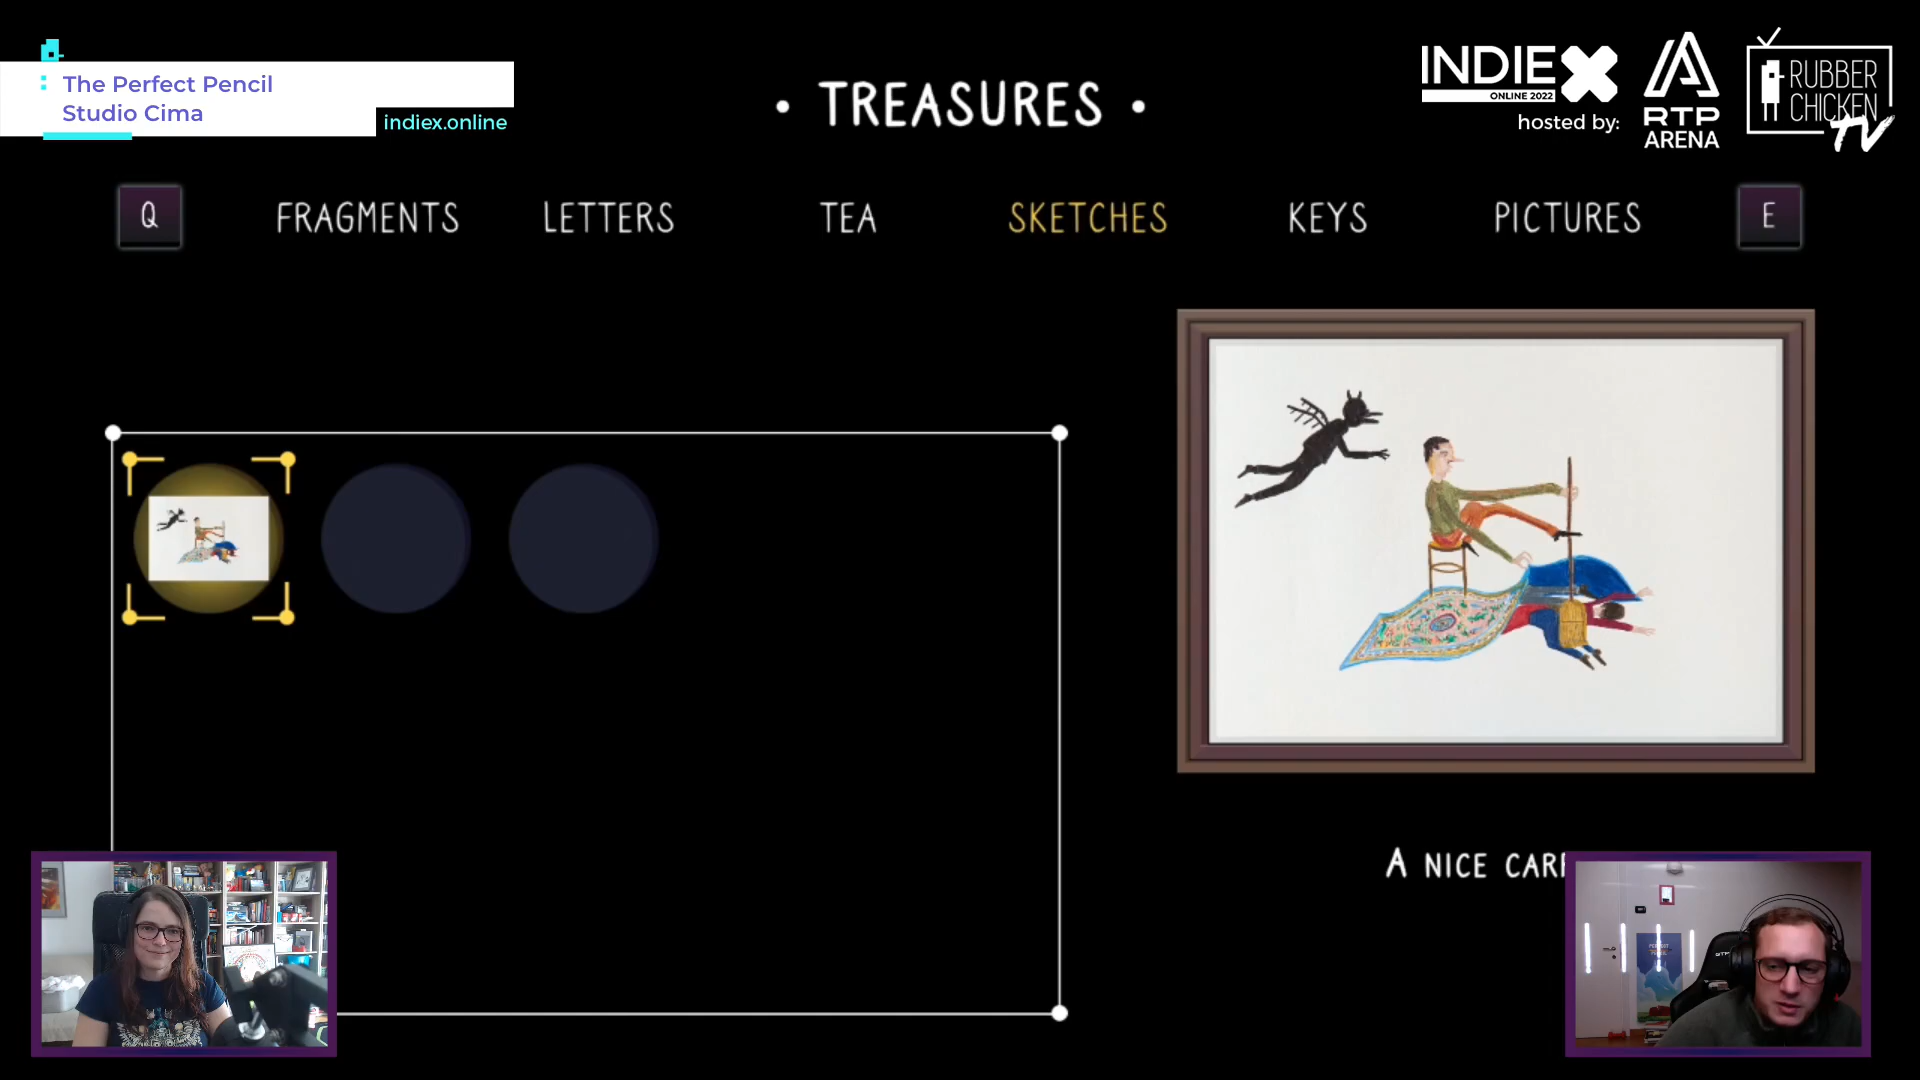 The Perfect Pencil
Studio Cima
indiex.online
TREASURES
INDIE X
ONLINE 2022
hosted by:
RTP
ARENA
RUBBER
CHICKEN
TV
Q
FRAGMENTS
LETTERS
TEA
SKETCHES
KEYS
PICTURES
E
A NICE